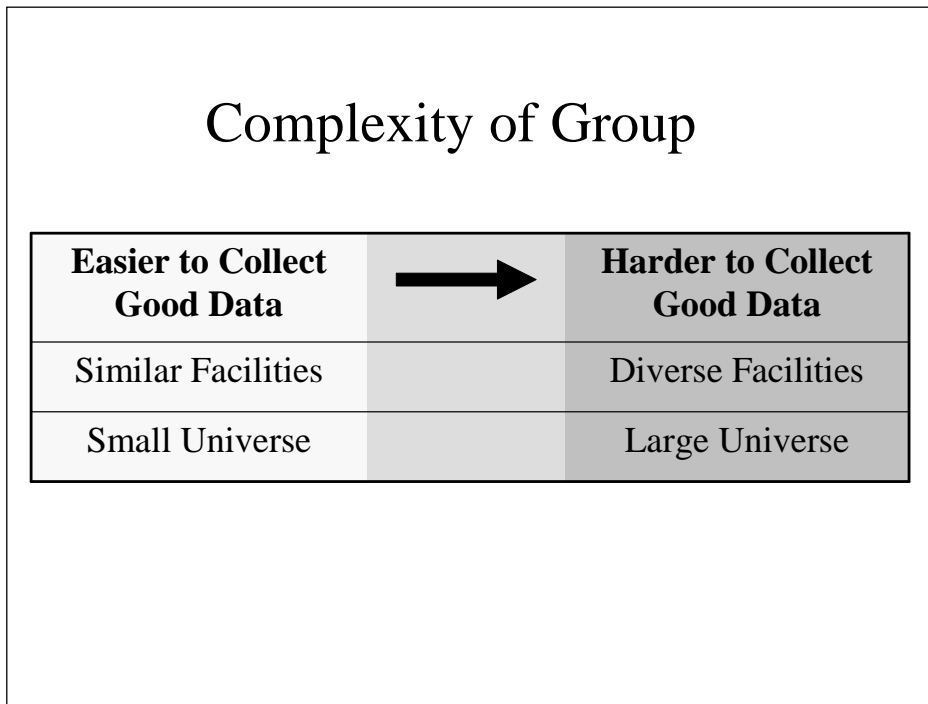 Complexity of Group
Easier to Collect
Good Data
Harder to Collect
Good Data
Similar Facilities
Diverse Facilities
Small Universe
Large Universe